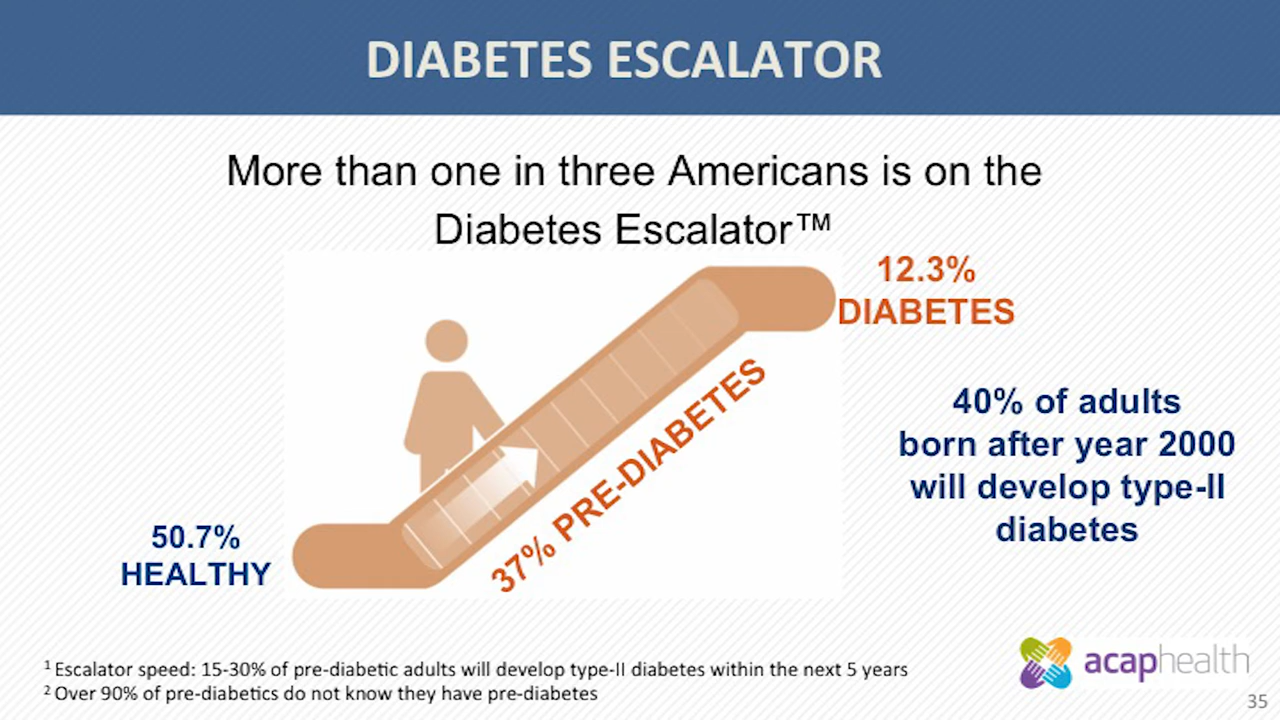 DIABETES ESCALATOR
More than one in three Americans is on the
Diabetes Escalator™
12.3%
DIABETES
37% PRE-DIABETES
40% of adults
born after year 2000
will develop type-II
diabetes
50.7%
HEALTHY
¹ Escalator speed: 15-30% of pre-diabetic adults will develop type-II diabetes within the next 5 years
² Over 90% of pre-diabetics do not know they have pre-diabetes
acaphealth
35